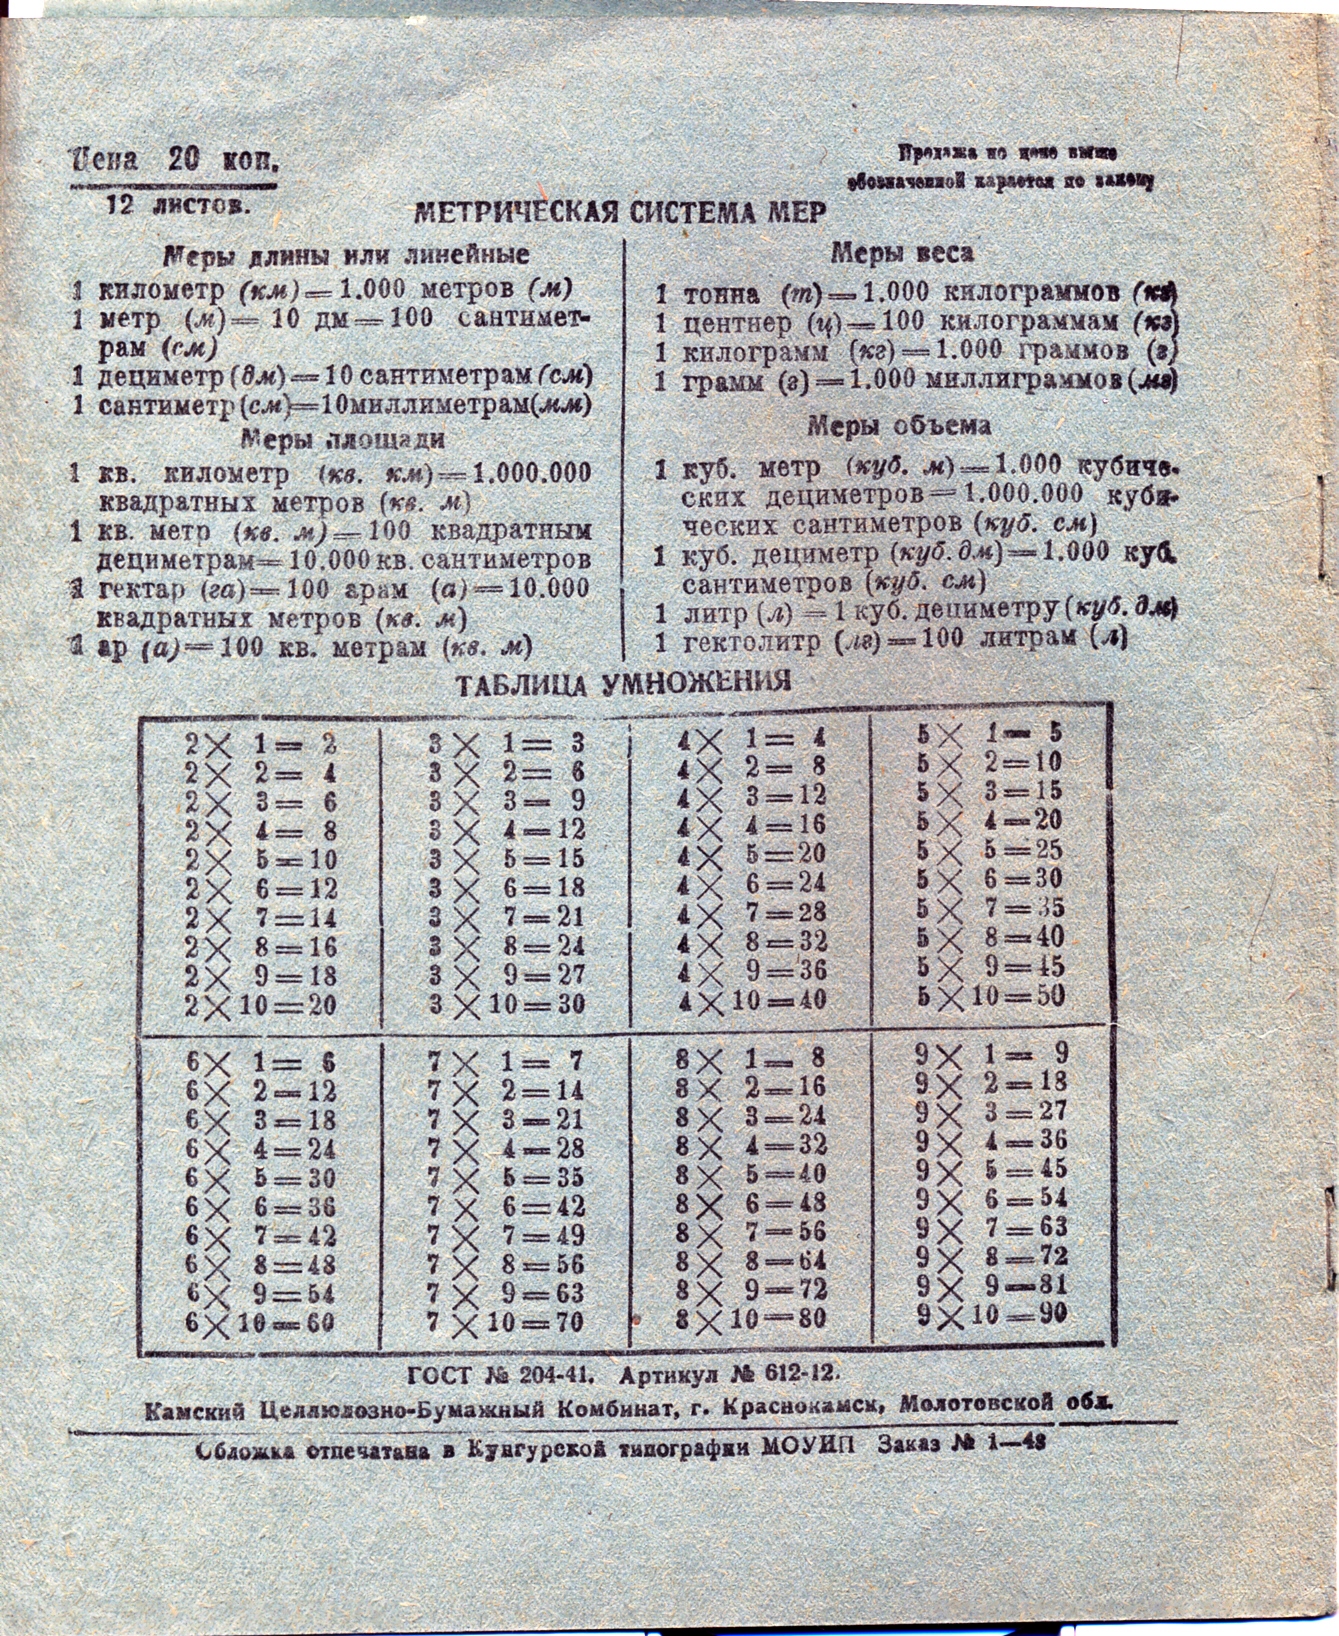 Цена 20 коп.
12 листов.
Продажа по цене выше
обозначенной карается по закону
МЕТРИЧЕСКАЯ СИСТЕМА МЕР
Меры длины или линейные
1 километр (км)=1.000 метров (м)
1 метр (м)= 10 дм=100 сантимет-
рам (см)
1 дециметр (дм)=10 сантиметрам (см)
1 сантиметр (см)=10 миллиметрам (мм)
Меры площади
1 кв. километр (кв. км)=1.000.000
квадратных метров (кв. м)
1 кв. метр (кв. м)=100 квадратным
дециметрам=10.000 кв. сантиметров
1 гектар (га)=100 арам (а)=10.000
квадратных метров (кв. м)
1 ар (а)=100 кв. метрам (кв. м)
Меры веса
1 тонна (т)=1.000 килограммов (кг)
1 центнер (ц)=100 килограммам (кг)
1 килограмм (кг)=1.000 граммов (г)
1 грамм (г)=1.000 миллиграммов (мг)
Меры объема
1 куб. метр (куб. м)=1.000 кубиче-
ских дециметров=1.000.000 куби-
ческих сантиметров (куб. см)
1 куб. дециметр (куб. дм)=1.000 куб.
сантиметров (куб. см)
1 литр (л) =1 куб. дециметру (куб. дм)
1 гектолитр (лг)=100 литрам (л)
ТАБЛИЦА УМНОЖЕНИЯ
2× 1= 2 3× 1= 3 4× 1= 4 5× 1= 5
2× 2= 4 3× 2= 6 4× 2= 8 5× 2=10
2× 3= 6 3× 3= 9 4× 3=12 5× 3=15
2× 4= 8 3× 4=12 4× 4=16 5× 4=20
2× 5=10 3× 5=15 4× 5=20 5× 5=25
2× 6=12 3× 6=18 4× 6=24 5× 6=30
2× 7=14 3× 7=21 4× 7=28 5× 7=35
2× 8=16 3× 8=24 4× 8=32 5× 8=40
2× 9=18 3× 9=27 4× 9=36 5× 9=45
2×10=20 3×10=30 4×10=40 5×10=50
6× 1= 6 7× 1= 7 8× 1= 8 9× 1= 9
6× 2=12 7× 2=14 8× 2=16 9× 2=18
6× 3=18 7× 3=21 8× 3=24 9× 3=27
6× 4=24 7× 4=28 8× 4=32 9× 4=36
6× 5=30 7× 5=35 8× 5=40 9× 5=45
6× 6=36 7× 6=42 8× 6=48 9× 6=54
6× 7=42 7× 7=49 8× 7=56 9× 7=63
6× 8=48 7× 8=56 8× 8=64 9× 8=72
6× 9=54 7× 9=63 8× 9=72 9× 9=81
6×10=60 7×10=70 8×10=80 9×10=90
ГОСТ № 204-41. Артикул № 612-12.
Камский Целлюлозно-Бумажный Комбинат, г. Краснокамск, Молотовской обл.
Обложка отпечатана в Кунгурской типографии МОУИП Заказ № 1—48